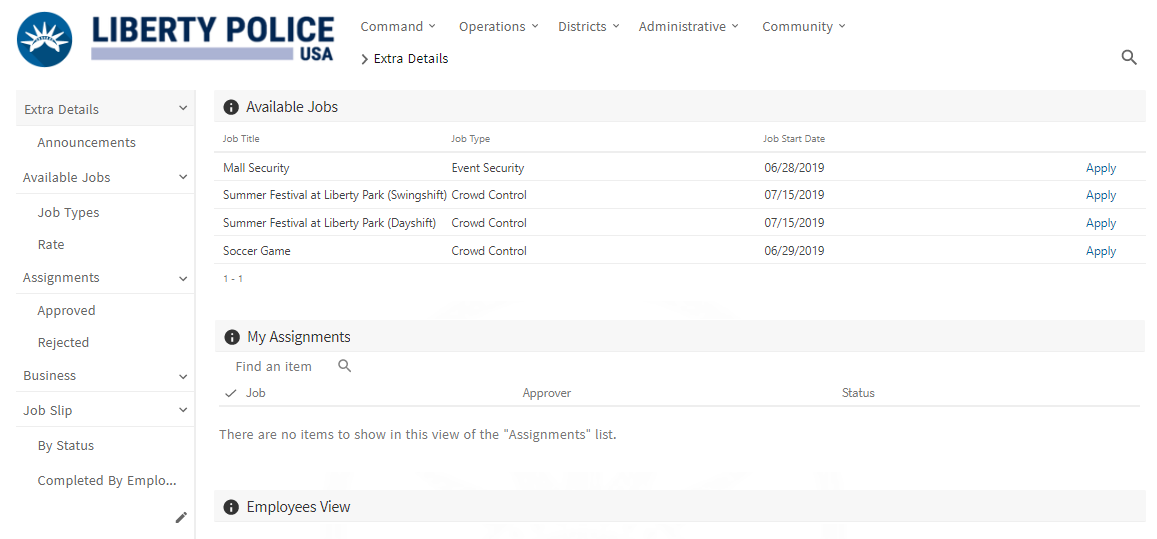 LIBERTY POLICE
USA
Command Operations Districts Administrative Community
Extra Details
Extra Details
Announcements
Available Jobs
Job Types
Rate
Assignments
Approved
Rejected
Business
Job Slip
By Status
Completed By Emplo...
Available Jobs
Job Title Job Type Job Start Date
Mall Security Event Security 06/28/2019 Apply
Summer Festival at Liberty Park (Swingshift) Crowd Control 07/15/2019 Apply
Summer Festival at Liberty Park (Dayshift) Crowd Control 07/15/2019 Apply
Soccer Game Crowd Control 06/29/2019 Apply
1 - 1
My Assignments
Find an item
Job Approver Status
There are no items to show in this view of the "Assignments" list.
Employees View